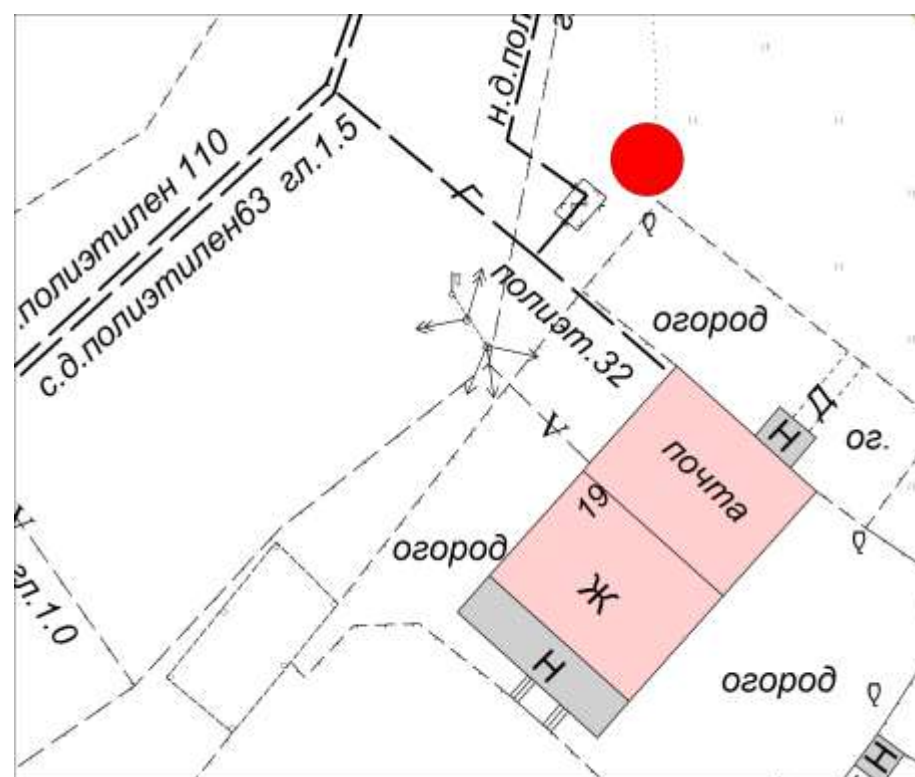 н.д.пол
г
.полиэтилен 110
с.д.полиэтилен63 гл.1.5
полиэт.32
огород
Д
Н
ог.
почта
19
V
огород
Ж
Н
V
гл.1.0
огород
Н